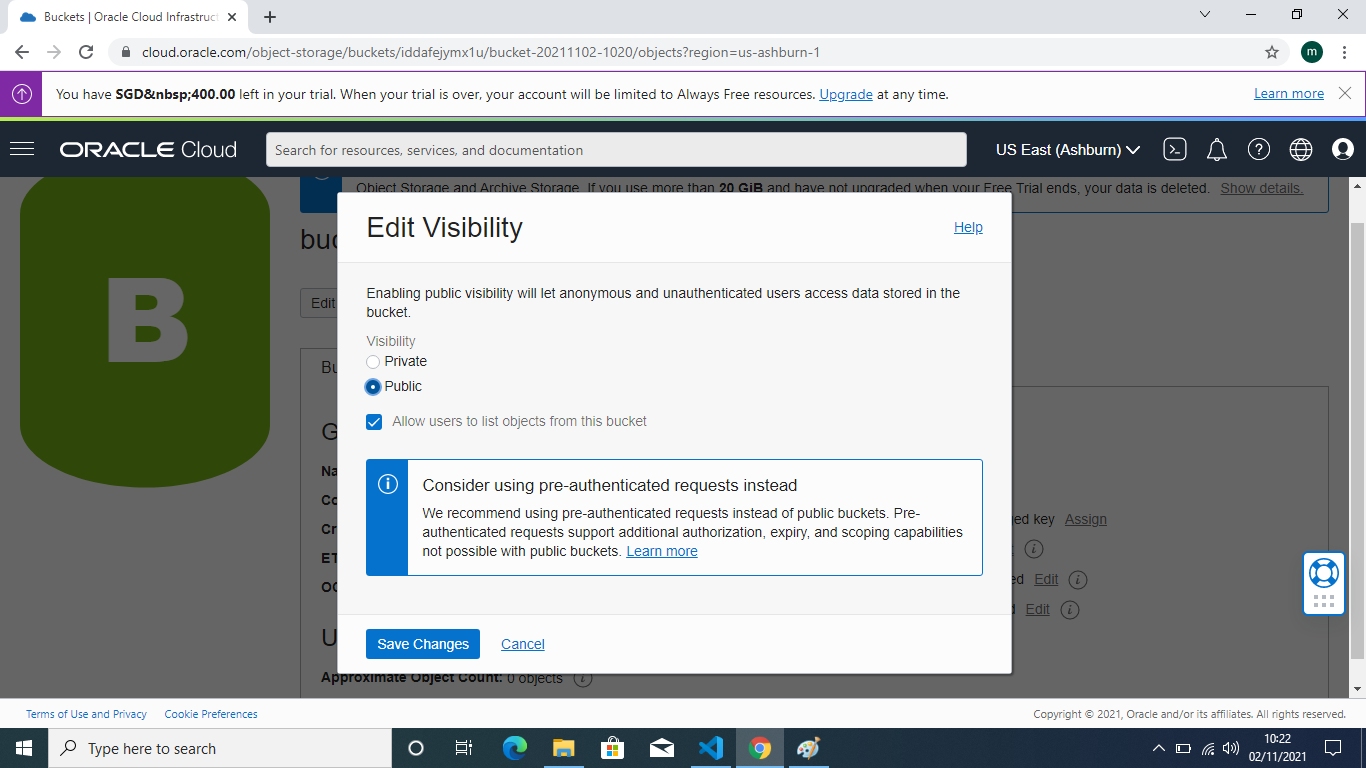 Buckets | Oracle Cloud Infrastruct
cloud.oracle.com/object-storage/buckets/iddafejymx1u/bucket-20211102-1020/objects?region=us-ashburn-1
m
You have SGD&nbsp;400.00 left in your trial. When your trial is over, your account will be limited to Always Free resources. Upgrade at any time.
Learn more
ORACLE Cloud
Search for resources, services, and documentation
US East (Ashburn)
Object Storage and Archive Storage. If you use more than 20 GiB and have not upgraded when your Free Trial ends, your data is deleted. Show details.
B
buc
Edit
Bu
Edit Visibility
Help
Enabling public visibility will let anonymous and unauthenticated users access data stored in the
bucket.
Visibility
Private
Public
Allow users to list objects from this bucket
Consider using pre-authenticated requests instead
We recommend using pre-authenticated requests instead of public buckets. Pre-
authenticated requests support additional authorization, expiry, and scoping capabilities
not possible with public buckets. Learn more
Save Changes
Cancel
G
Na
Co
Cr
ET
OC
U
ged key Assign
ed Edit
Edit
Approximate Object Count: 0 objects
Terms of Use and Privacy
Cookie Preferences
Copyright © 2021, Oracle and/or its affiliates. All rights reserved.
Type here to search
10:22
02/11/2021